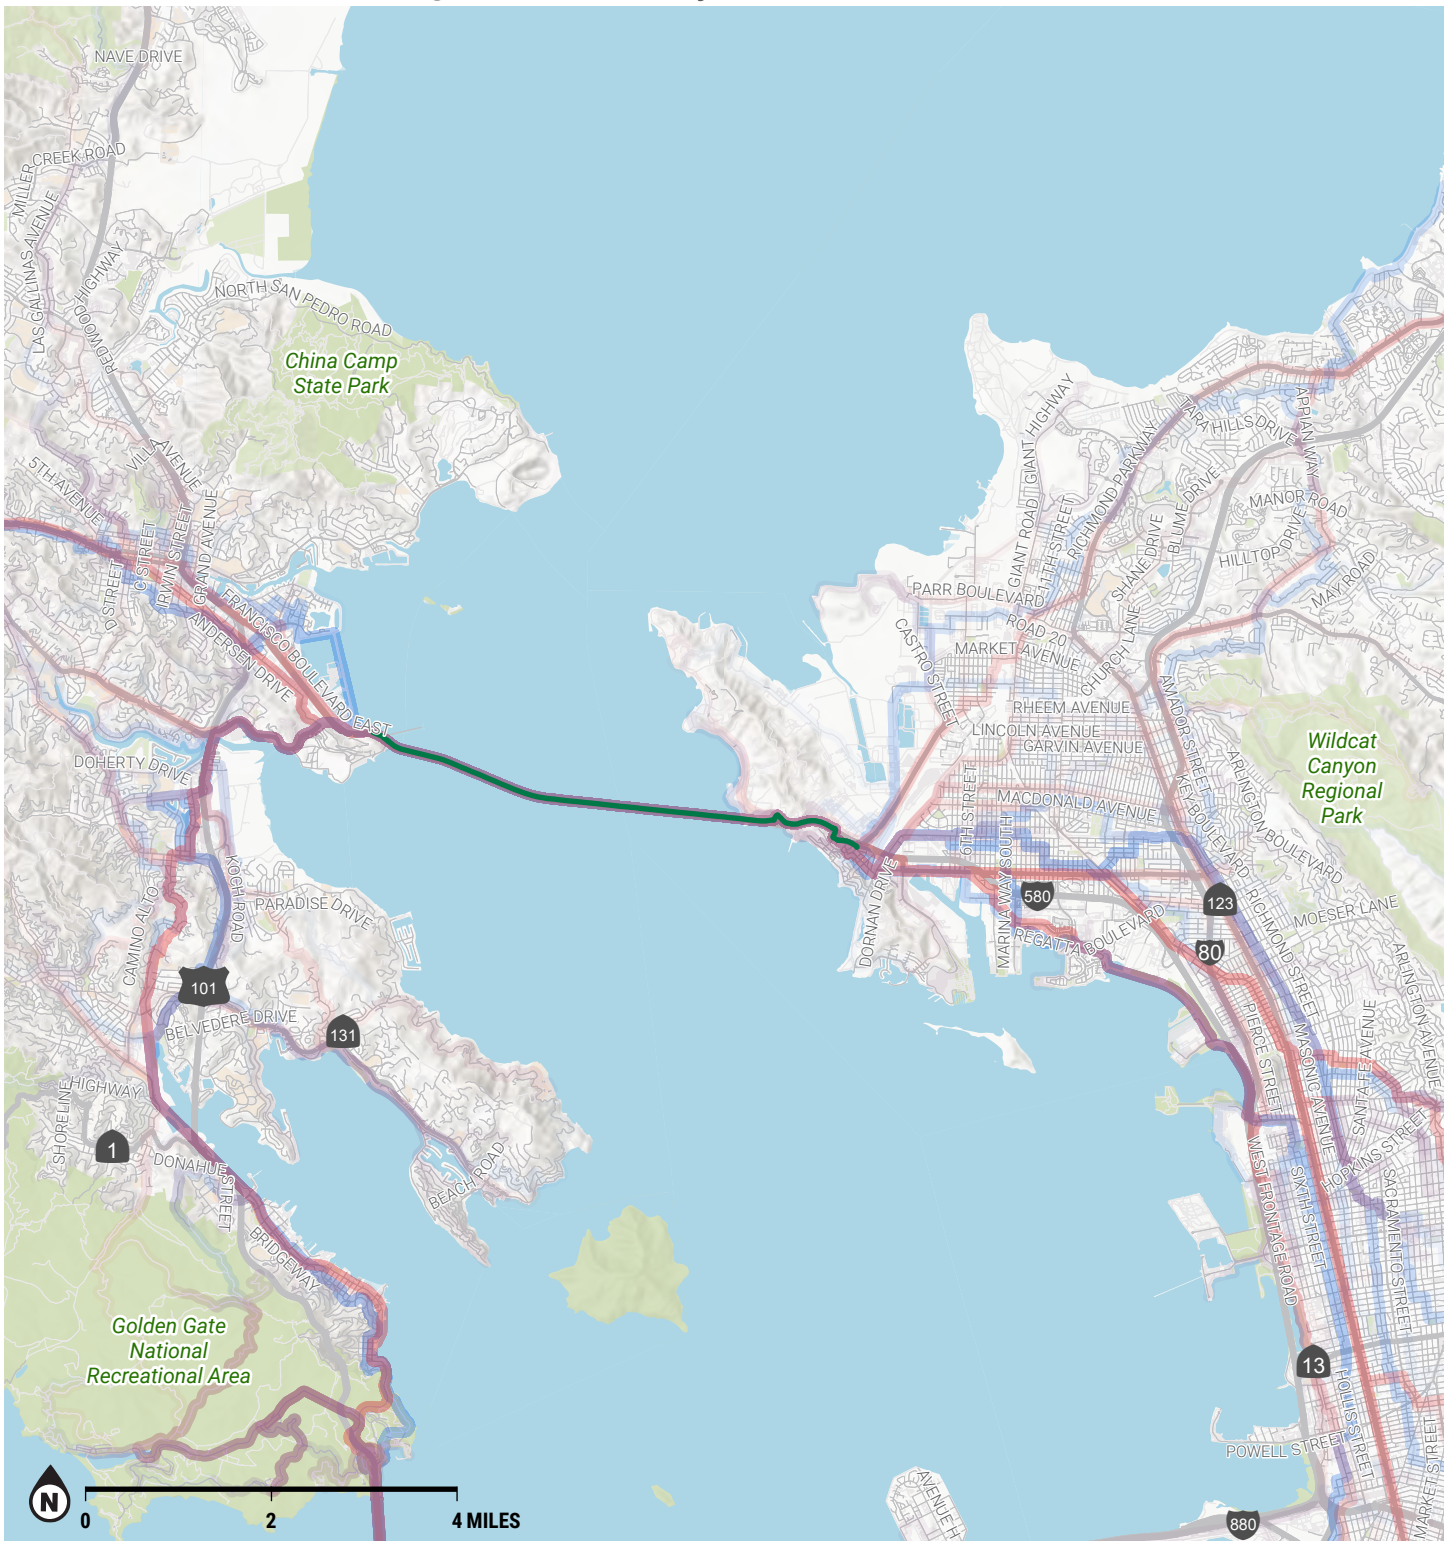 NAVE DRIVE
MILLER CREEK ROAD
LAS GALLINAS AVENUE
REDWOOD HIGHWAY
NORTH SAN PEDRO ROAD
China Camp
State Park
VILLA AVENUE
5TH AVENUE
D STREET
C STREET
IRWIN STREET
GRAND AVENUE
FRANCISCO BOULEVARD EAST
ANDERSEN DRIVE
DOHERTY DRIVE
GIANT HIGHWAY
GIANT ROAD
TARA HILLS DRIVE
APPIAN WAY
RICHMOND PARKWAY
11TH STREET
SHANE DRIVE
BLUME DRIVE
MANOR ROAD
HILLTOP DRIVE
MAY ROAD
PARR BOULEVARD
ROAD 20
MARKET AVENUE
CHURCH LANE
CASTRO STREET
RHEEM AVENUE
LINCOLN AVENUE
GARVIN AVENUE
AMADOR STREET
MACDONALD AVENUE
KEY BOULEVARD
ARLINGTON BOULEVARD
Wildcat
Canyon
Regional
Park
6TH STREET
MARINA WAY SOUTH
DORNAN DRIVE
580
123
80
REGATTA BOULEVARD
RICHMOND STREET
MOESER LANE
ARLINGTON AVENUE
CAMINO ALTO
KOCH ROAD
PARADISE DRIVE
101
BELVEDERE DRIVE
131
SHORELINE HIGHWAY
1
DONAHUE STREET
BRIDGEWAY
BEACH ROAD
PIERCE STREET
MASONIC AVENUE
SANTA FE AVENUE
HOPKINS STREET
WEST FRONTAGE ROAD
SIXTH STREET
SACRAMENTO STREET
Golden Gate
National
Recreational Area
13
HOLLIS STREET
POWELL STREET
MARKET STREET
AVENUE H
880
N
0 2 4 MILES